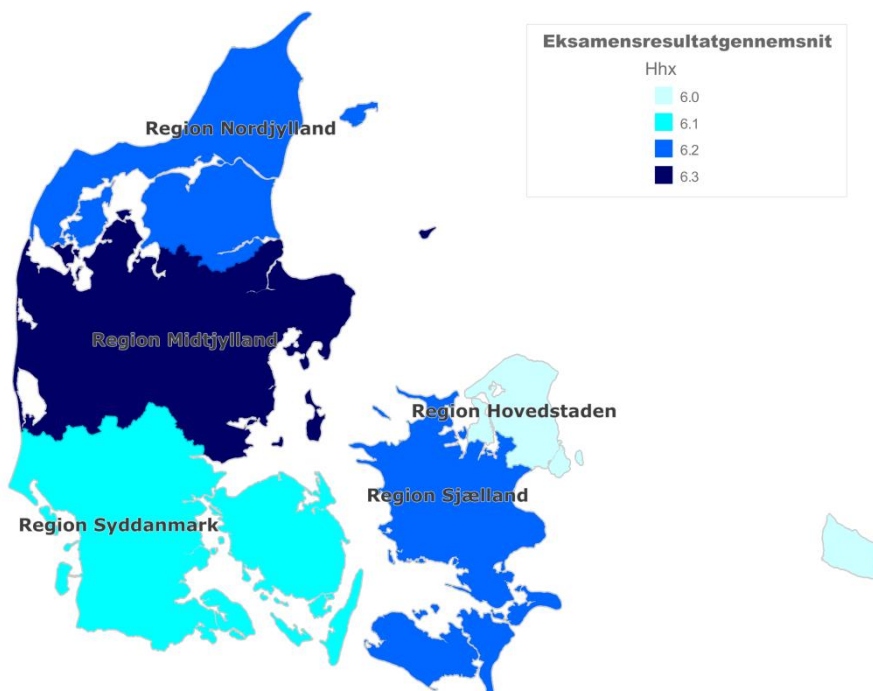 Eksamensresultatgennemsnit
Hhx
6.0
6.1
6.2
6.3
Region Nordjylland
Region Midtjylland
Region Hovedstaden
Region Sjælland
Region Syddanmark